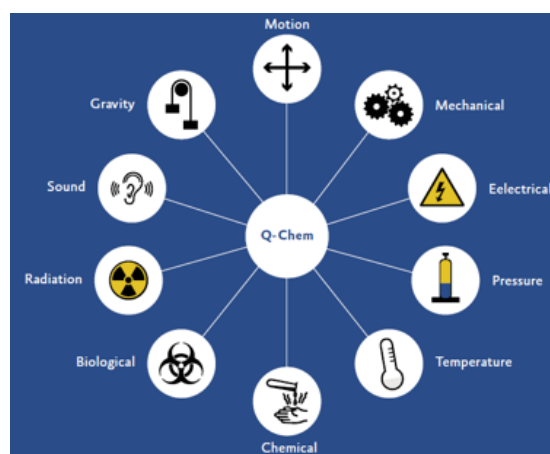 Motion
Gravity
Mechanical
Sound
Eelectrical
Q-Chem
Radiation
Pressure
Biological
Temperature
Chemical